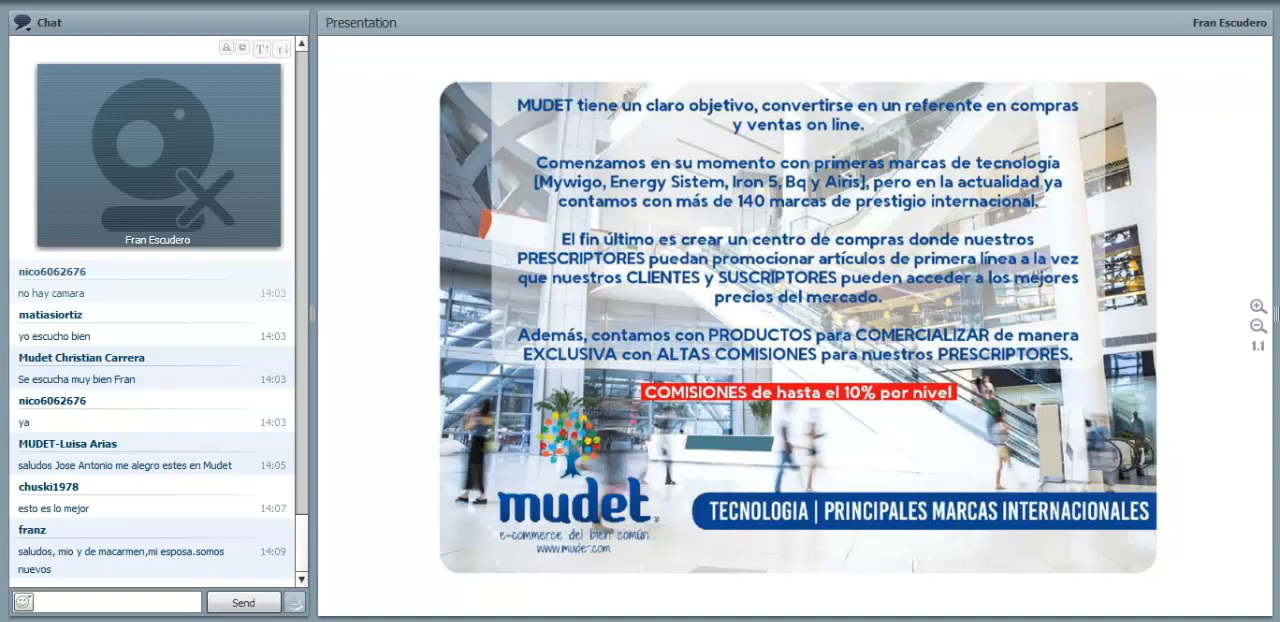 Chat
Fran Escudero
nico6062676
no hay camara 14:03
matiasiortiz
yo escucho bien 14:03
Mudet Christian Carrera
Se escucha muy bien Fran 14:03
nico6062676
ya 14:03
MUDET-Luisa Arias
saludos Jose Antonio me alegro estes en Mudet 14:05
chuski1978
esto es lo mejor 14:07
franz
saludos, mio y de macarmen,mi esposa.somos 14:09
nuevos
Send
Presentation
Fran Escudero
MUDET tiene un claro objetivo, convertirse en un referente en compras
y ventas on line.
Comenzamos en su momento con primeras marcas de tecnología
[Mywigo, Energy Sistem, Iron 5, Bq y Airis], pero en la actualidad ya
contamos con más de 140 marcas de prestigio internacional.
El fin último es crear un centro de compras donde nuestros
PRESCRIPTORES puedan promocionar artículos de primera línea a la vez
que nuestros CLIENTES y SUSCRIPTORES pueden acceder a los mejores
precios del mercado.
Además, contamos con PRODUCTOS para COMERCIALIZAR de manera
EXCLUSIVA con ALTAS COMISIONES para nuestros PRESCRIPTORES.
COMISIONES de hasta el 10% por nivel
mudet
e-commerce del bien común
www.mudet.com
TECNOLOGIA | PRINCIPALES MARCAS INTERNACIONALES
1:1